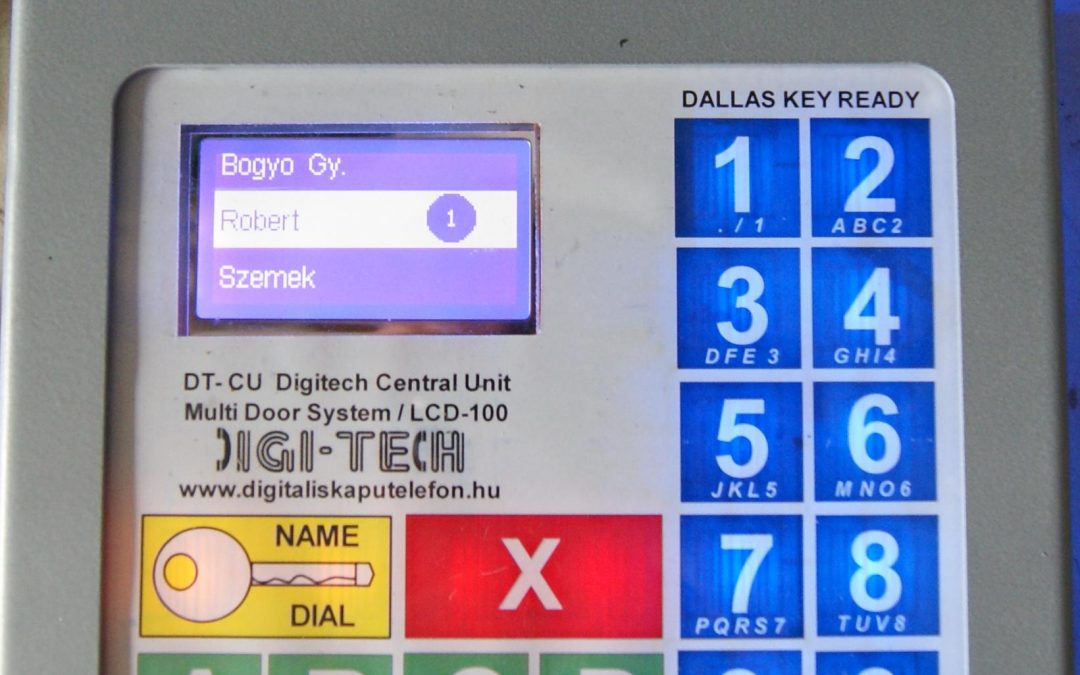 DALLAS KEY READY
Bogyo Gy.
Robert 1
Szemek
DT-CU Digitech Central Unit
Multi Door System / LCD-100
DIGI-TECH
www.digitaliskaputelefon.hu
NAME
DIAL
X
1
./1
2
ABC2
3
DFE 3
4
GHI4
5
JKL5
6
MNO6
7
PQRS7
8
TUV8